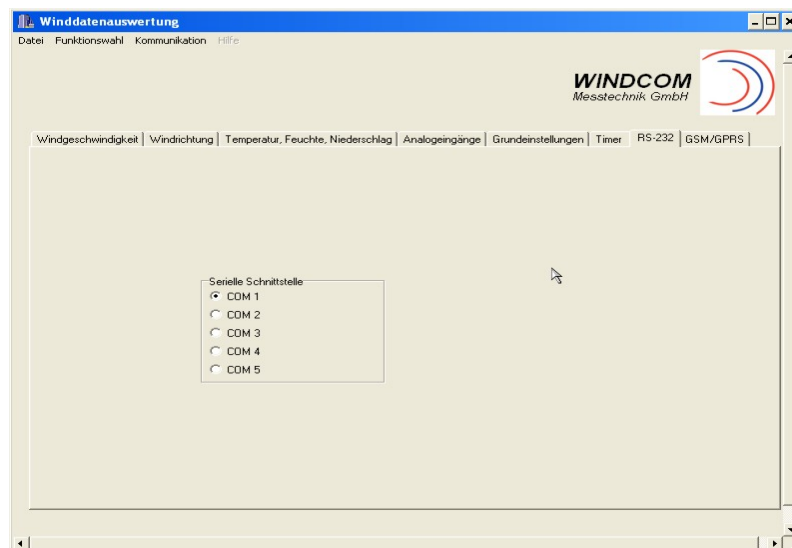 Winddatenauswertung
Datei Funktionswahl Kommunikation Hilfe
WINDCOM
Messtechnik GmbH
Windgeschwindigkeit Windrichtung Temperatur, Feuchte, Niederschlag Analogeingänge Grundeinstellungen Timer RS-232 GSM/GPRS
Serielle Schnittstelle
COM 1
COM 2
COM 3
COM 4
COM 5